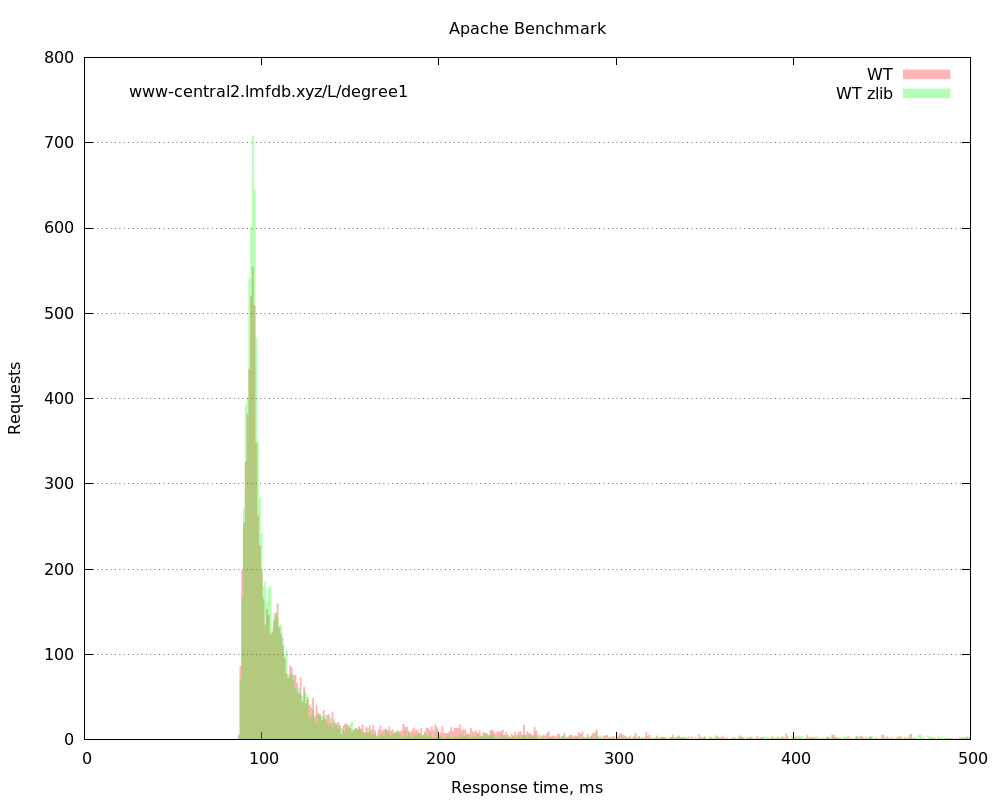 Apache Benchmark
800
700
600
500
400
300
200
100
0
Requests
www-central2.lmfdb.xyz/L/degree1
WT
WT zlib
0 100 200 300 400 500
Response time, ms